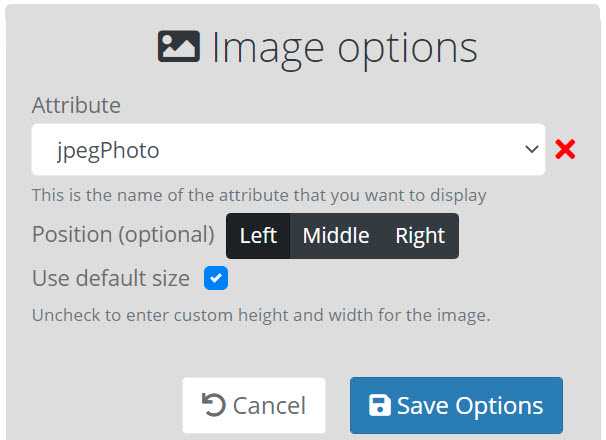 Image options
Attribute
jpegPhoto
This is the name of the attribute that you want to display
Position (optional) Left Middle Right
Use default size
Uncheck to enter custom height and width for the image.
Cancel Save Options